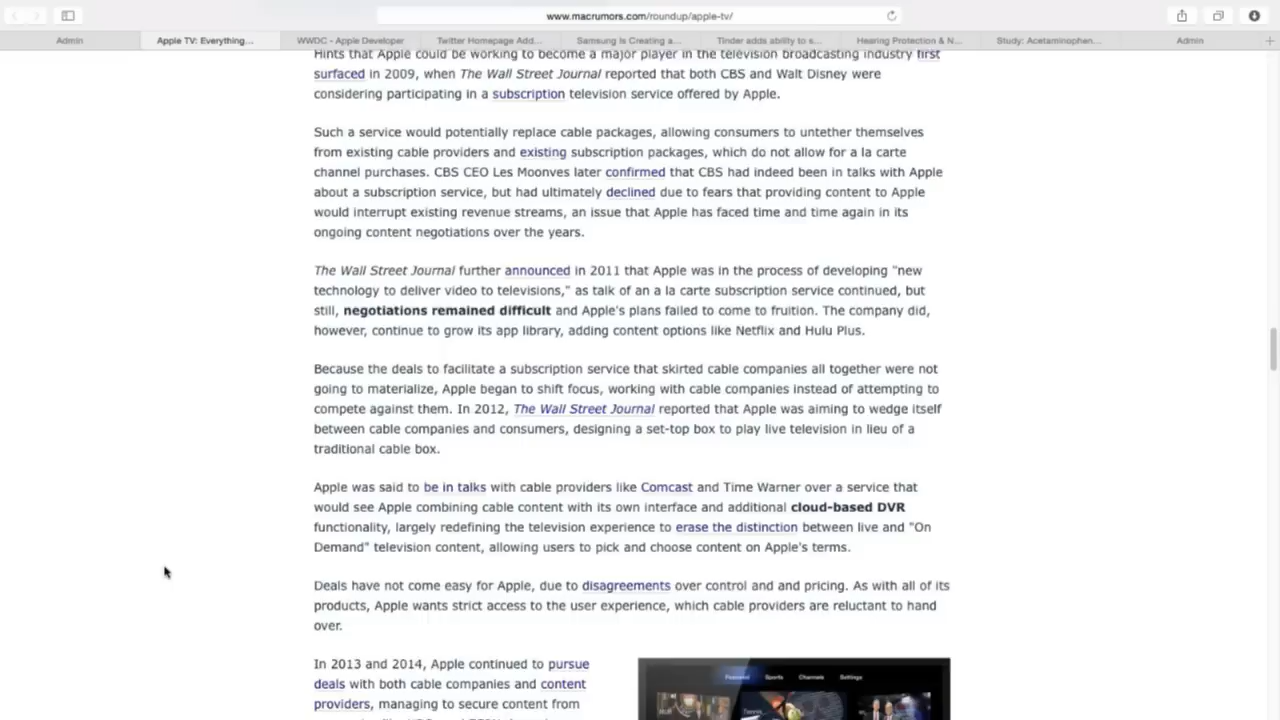 www.macrumors.com/roundup/apple-tv/
Admin
Apple TV: Everything...
WWDC - Apple Developer
Twitter Homepage Add...
Samsung Is Creating a...
Tinder adds ability to s...
Hearing Protection & N...
Study: Acetaminophen...
Admin
Hints that Apple could be working to become a major player in the television broadcasting industry first
surfaced in 2009, when The Wall Street Journal reported that both CBS and Walt Disney were
considering participating in a subscription television service offered by Apple.
Such a service would potentially replace cable packages, allowing consumers to untether themselves
from existing cable providers and existing subscription packages, which do not allow for a la carte
channel purchases. CBS CEO Les Moonves later confirmed that CBS had indeed been in talks with Apple
about a subscription service, but had ultimately declined due to fears that providing content to Apple
would interrupt existing revenue streams, an issue that Apple has faced time and time again in its
ongoing content negotiations over the years.
The Wall Street Journal further announced in 2011 that Apple was in the process of developing "new
technology to deliver video to televisions," as talk of an a la carte subscription service continued, but
still, negotiations remained difficult and Apple's plans failed to come to fruition. The company did,
however, continue to grow its app library, adding content options like Netflix and Hulu Plus.
Because the deals to facilitate a subscription service that skirted cable companies all together were not
going to materialize, Apple began to shift focus, working with cable companies instead of attempting to
compete against them. In 2012, The Wall Street Journal reported that Apple was aiming to wedge itself
between cable companies and consumers, designing a set-top box to play live television in lieu of a
traditional cable box.
Apple was said to be in talks with cable providers like Comcast and Time Warner over a service that
would see Apple combining cable content with its own interface and additional cloud-based DVR
functionality, largely redefining the television experience to erase the distinction between live and "On
Demand" television content, allowing users to pick and choose content on Apple's terms.
Deals have not come easy for Apple, due to disagreements over control and and pricing. As with all of its
products, Apple wants strict access to the user experience, which cable providers are reluctant to hand
over.
In 2013 and 2014, Apple continued to pursue
deals with both cable companies and content
providers, managing to secure content from
Featured Sports Channels Settings